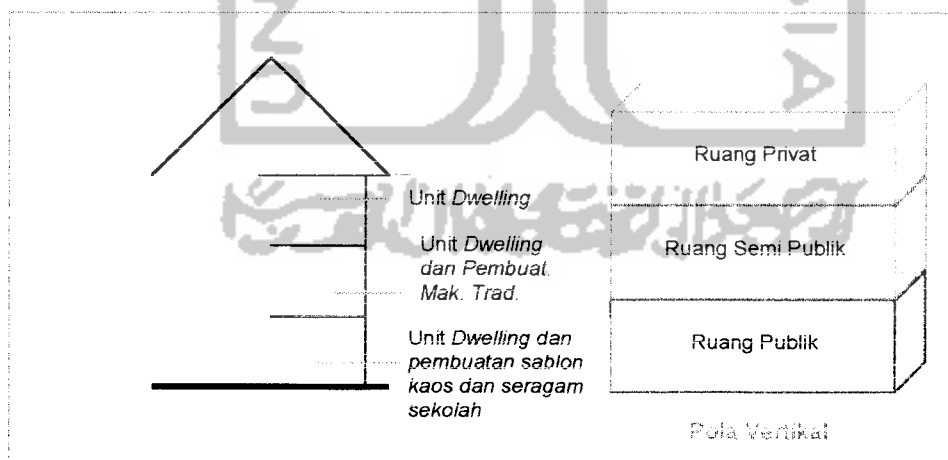 Unit Dwelling
Unit Dwelling
dan Pembuat.
Mak. Trad.
Unit Dwelling dan
pembuatan sablon
kaos dan seragam
sekolah
Ruang Privat
Ruang Semi Publik
Ruang Publik
Pola Vertikal